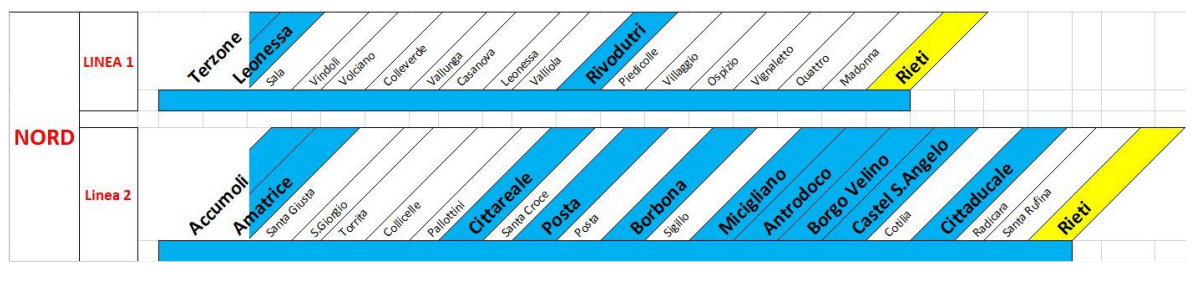 NORD
LINEA 1
Terzone
Leonessa
Sala
Vindoli
Volciano
Colleverde
Vallunga
Casanova
Leonessa
Valliola
Rivodutri
Piedicolle
Villaggio
Ospizio
Vignaletto
Quattro
Madonna
Rieti
Linea 2
Accumoli
Amatrice
Santa Giusta
S.Giorgio
Torrita
Collicelle
Pallottini
Cittareale
Santa Croce
Posta
Posta
Borbona
Sigillo
Micigliano
Antrodoco
Borgo Velino
Castel S.Angelo
Cotilia
Cittaducale
Radicara
Santa Rufina
Rieti